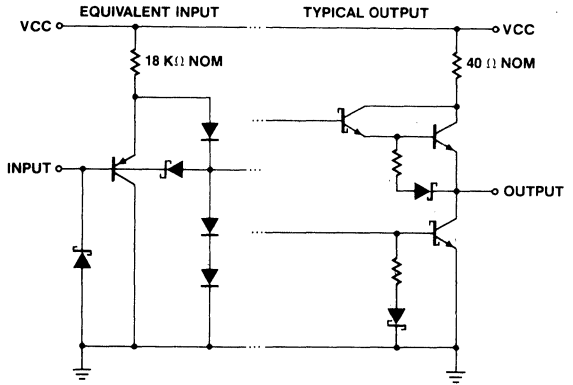 EQUIVALENT INPUT
TYPICAL OUTPUT
VCC
VCC
18 KΩ NOM
40 Ω NOM
INPUT
OUTPUT